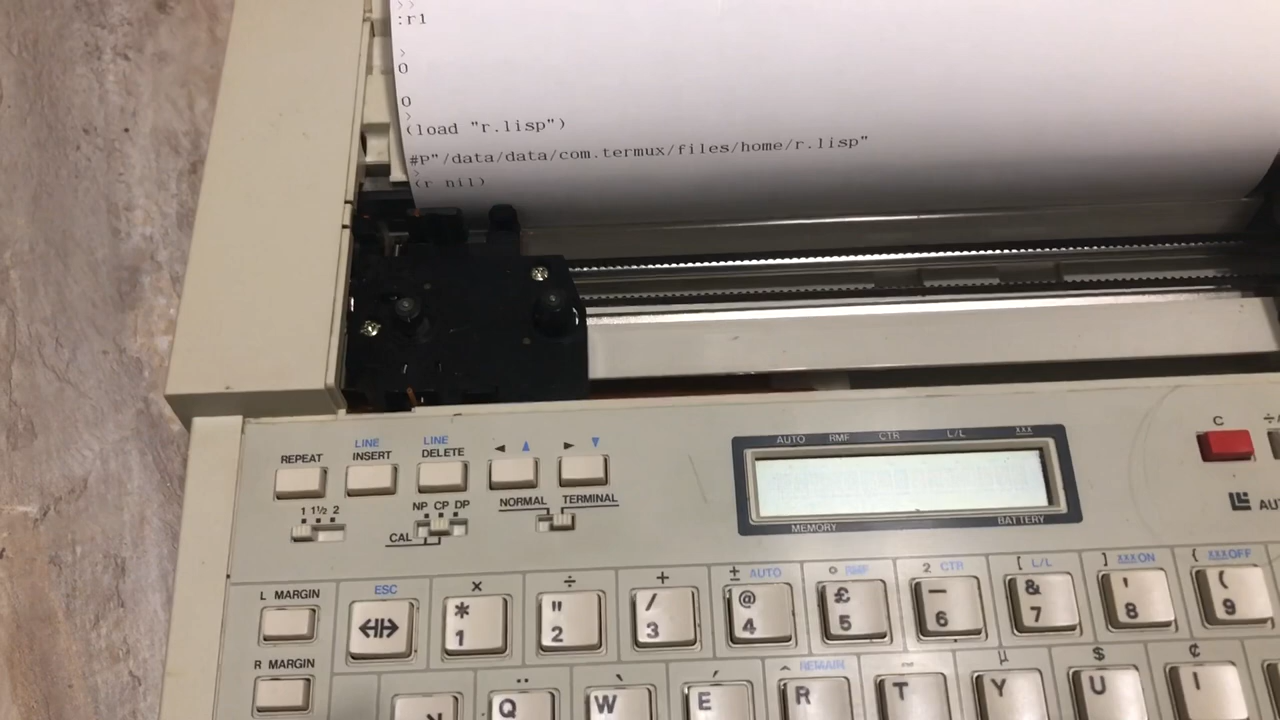 >>
:r1
>
0
0
>
(load "r.lisp")
#P"/data/data/com.termux/files/home/r.lisp"
>
(r nil)
AUTO RMF CTR L/L xxx
C ÷/
LINE LINE
REPEAT INSERT DELETE ◄ ▲ ► ▼
1 1½ 2 NP CP DP NORMAL TERMINAL
CAL
MEMORY BATTERY
AU
ESC × ÷ + ± AUTO o RMF 2 CTR [ L/L ] xxx ON { xxx OFF
L MARGIN
* " / @ £ — & ' (
1 2 3 4 5 6 7 8 9
R MARGIN
¨ ` ´ ^ REMAIN ~ µ $ ¢
Q W E R T Y U I